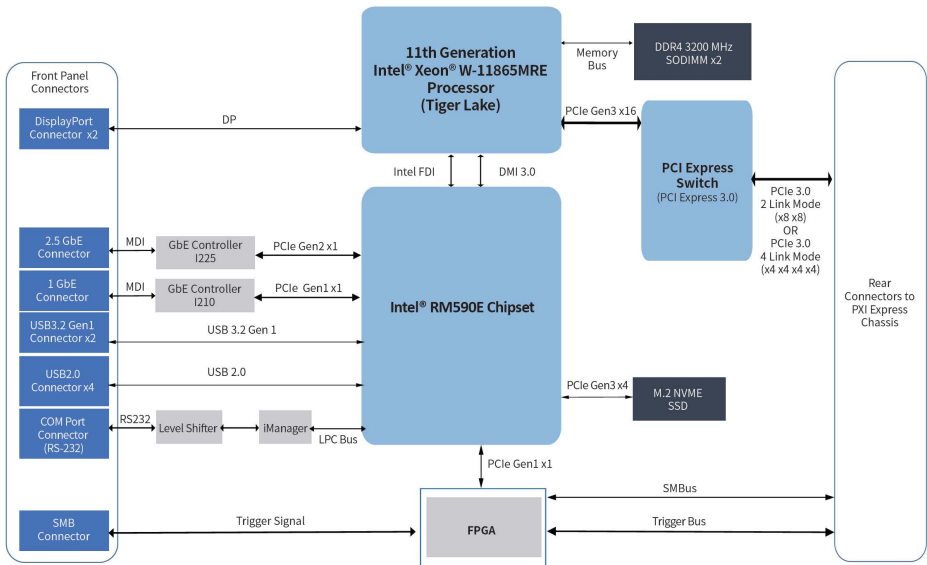 Front Panel
Connectors
DisplayPort
Connector x2
2.5 GbE
Connector
1 GbE
Connector
USB3.2 Gen1
Connector x2
USB2.0
Connector x4
COM Port
Connector
(RS-232)
SMB
Connector
DP
MDI
GbE Controller
I225
PCIe Gen2 x1
MDI
GbE Controller
I210
PCIe Gen1 x1
USB 3.2 Gen 1
USB 2.0
RS232
Level Shifter
iManager
LPC Bus
Trigger Signal
11th Generation
Intel® Xeon® W-11865MRE
Processor
(Tiger Lake)
Intel FDI
DMI 3.0
Intel® RM590E Chipset
PCIe Gen1 x1
FPGA
Memory
Bus
DDR4 3200 MHz
SODIMM x2
PCIe Gen3 x16
PCI Express
Switch
(PCI Express 3.0)
PCIe 3.0
2 Link Mode
(x8 x8)
OR
PCIe 3.0
4 Link Mode
(x4 x4 x4 x4)
PCIe Gen3 x4
M.2 NVME
SSD
SMBus
Trigger Bus
Rear
Connectors to
PXI Express
Chassis